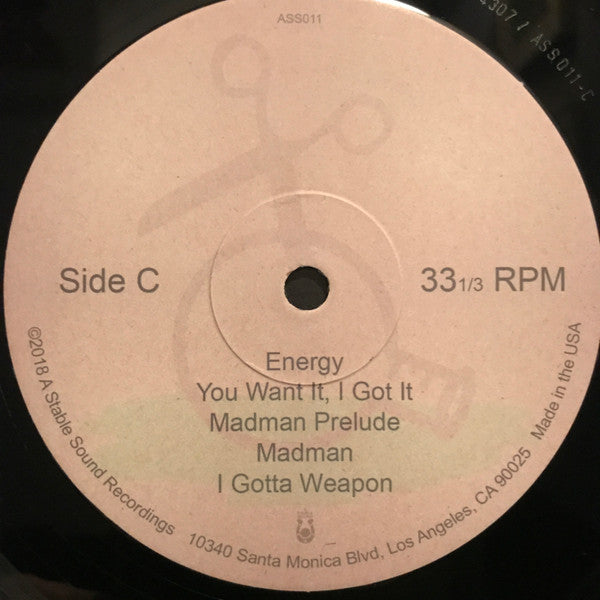 ASS011
4307 / ASS011-C
Side C
33 1/3 RPM
Energy
You Want It, I Got It
Madman Prelude
Madman
I Gotta Weapon
©2018 A Stable Sound Recordings
10340 Santa Monica Blvd, Los Angeles, CA 90025
Made in the USA